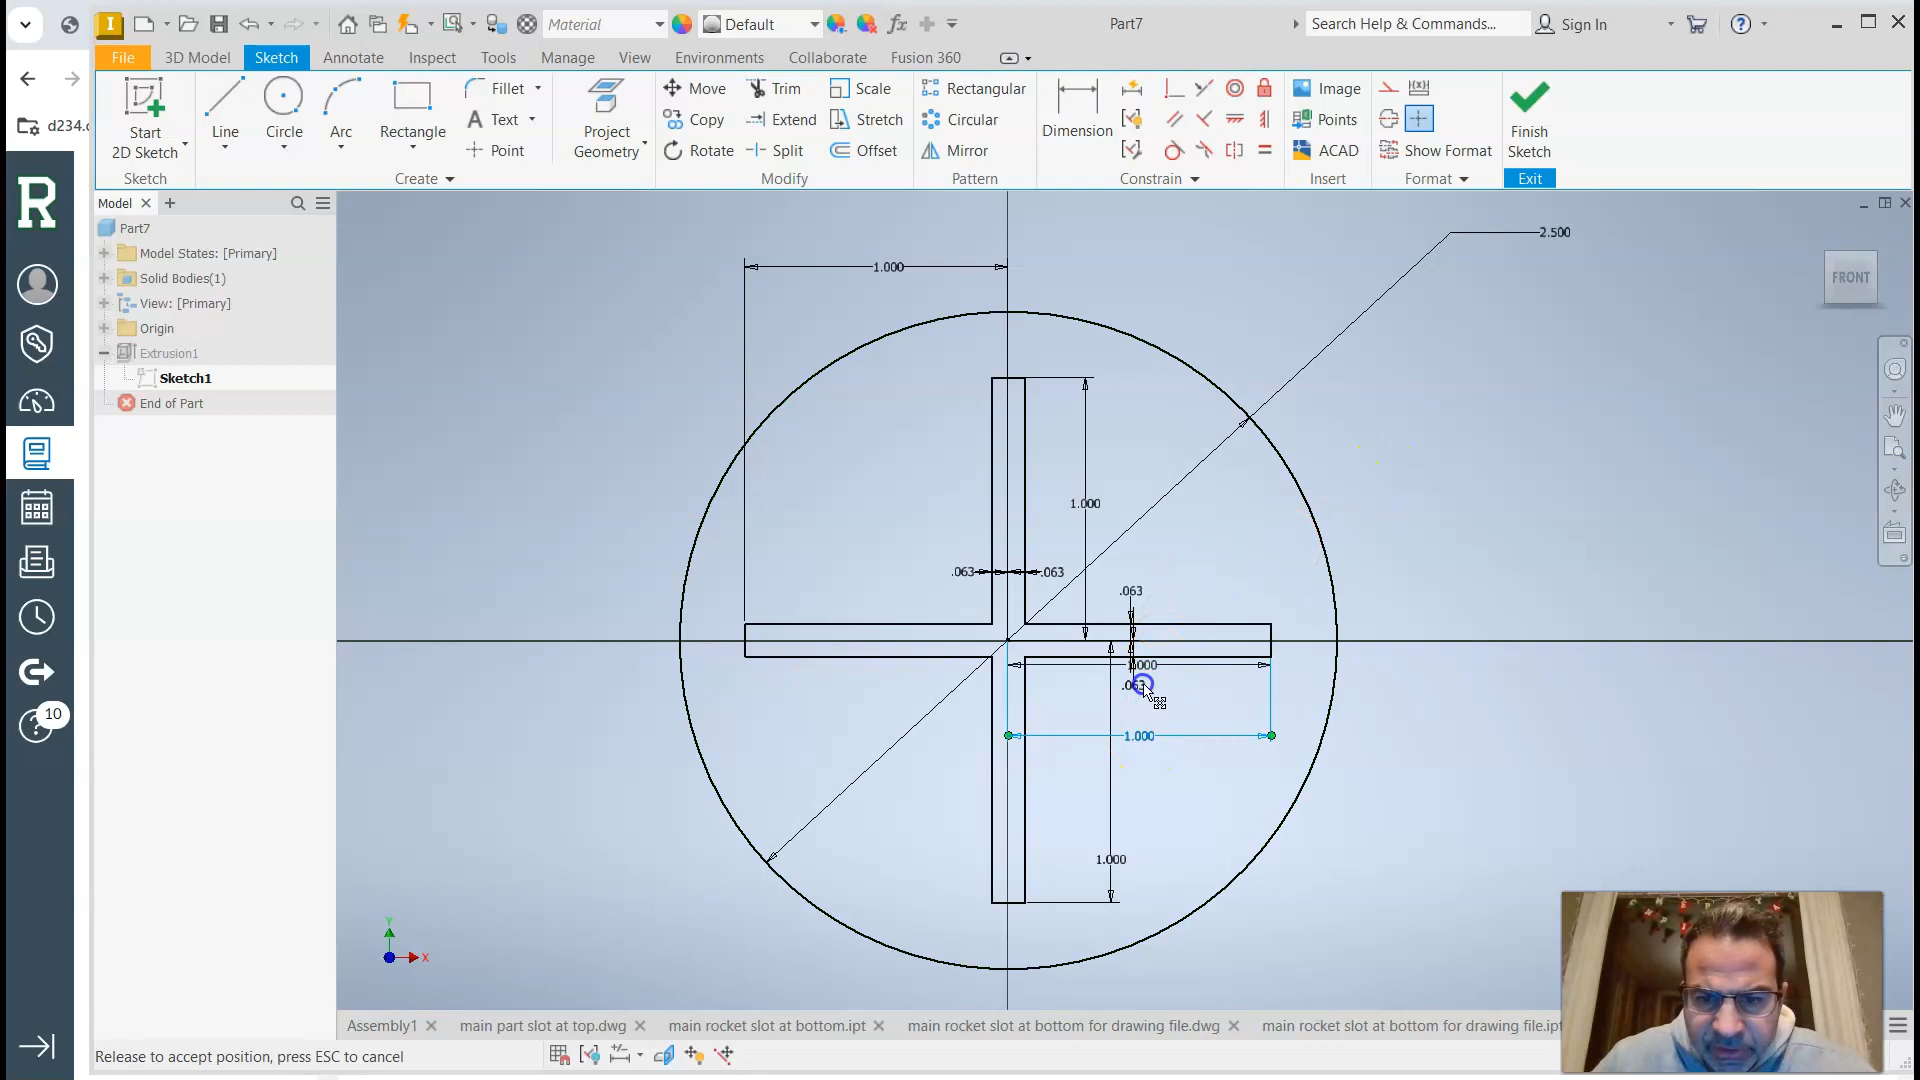 Material
Default
Part7
Search Help & Commands...
Sign In
d234.c
File
3D Model
Sketch
Annotate
Inspect
Tools
Manage
View
Environments
Collaborate
Fusion 360
Start
2D Sketch
Line
Circle
Arc
Rectangle
Fillet
Text
Point
Project
Geometry
Move
Copy
Rotate
Trim
Extend
Split
Scale
Stretch
Offset
Rectangular
Circular
Mirror
Dimension
Image
Points
ACAD
Show Format
Finish
Sketch
Sketch
Create
Modify
Pattern
Constrain
Insert
Format
Exit
R
10
Model
Part7
Model States: [Primary]
Solid Bodies(1)
View: [Primary]
Origin
Extrusion1
Sketch1
End of Part
2.500
1.000
FRONT
1.000
.063
.063
.063
1.000
1.000
1.000
Y
X
Assembly1
main part slot at top.dwg
main rocket slot at bottom.ipt
main rocket slot at bottom for drawing file.dwg
main rocket slot at bottom for drawing file.ipt
Release to accept position, press ESC to cancel